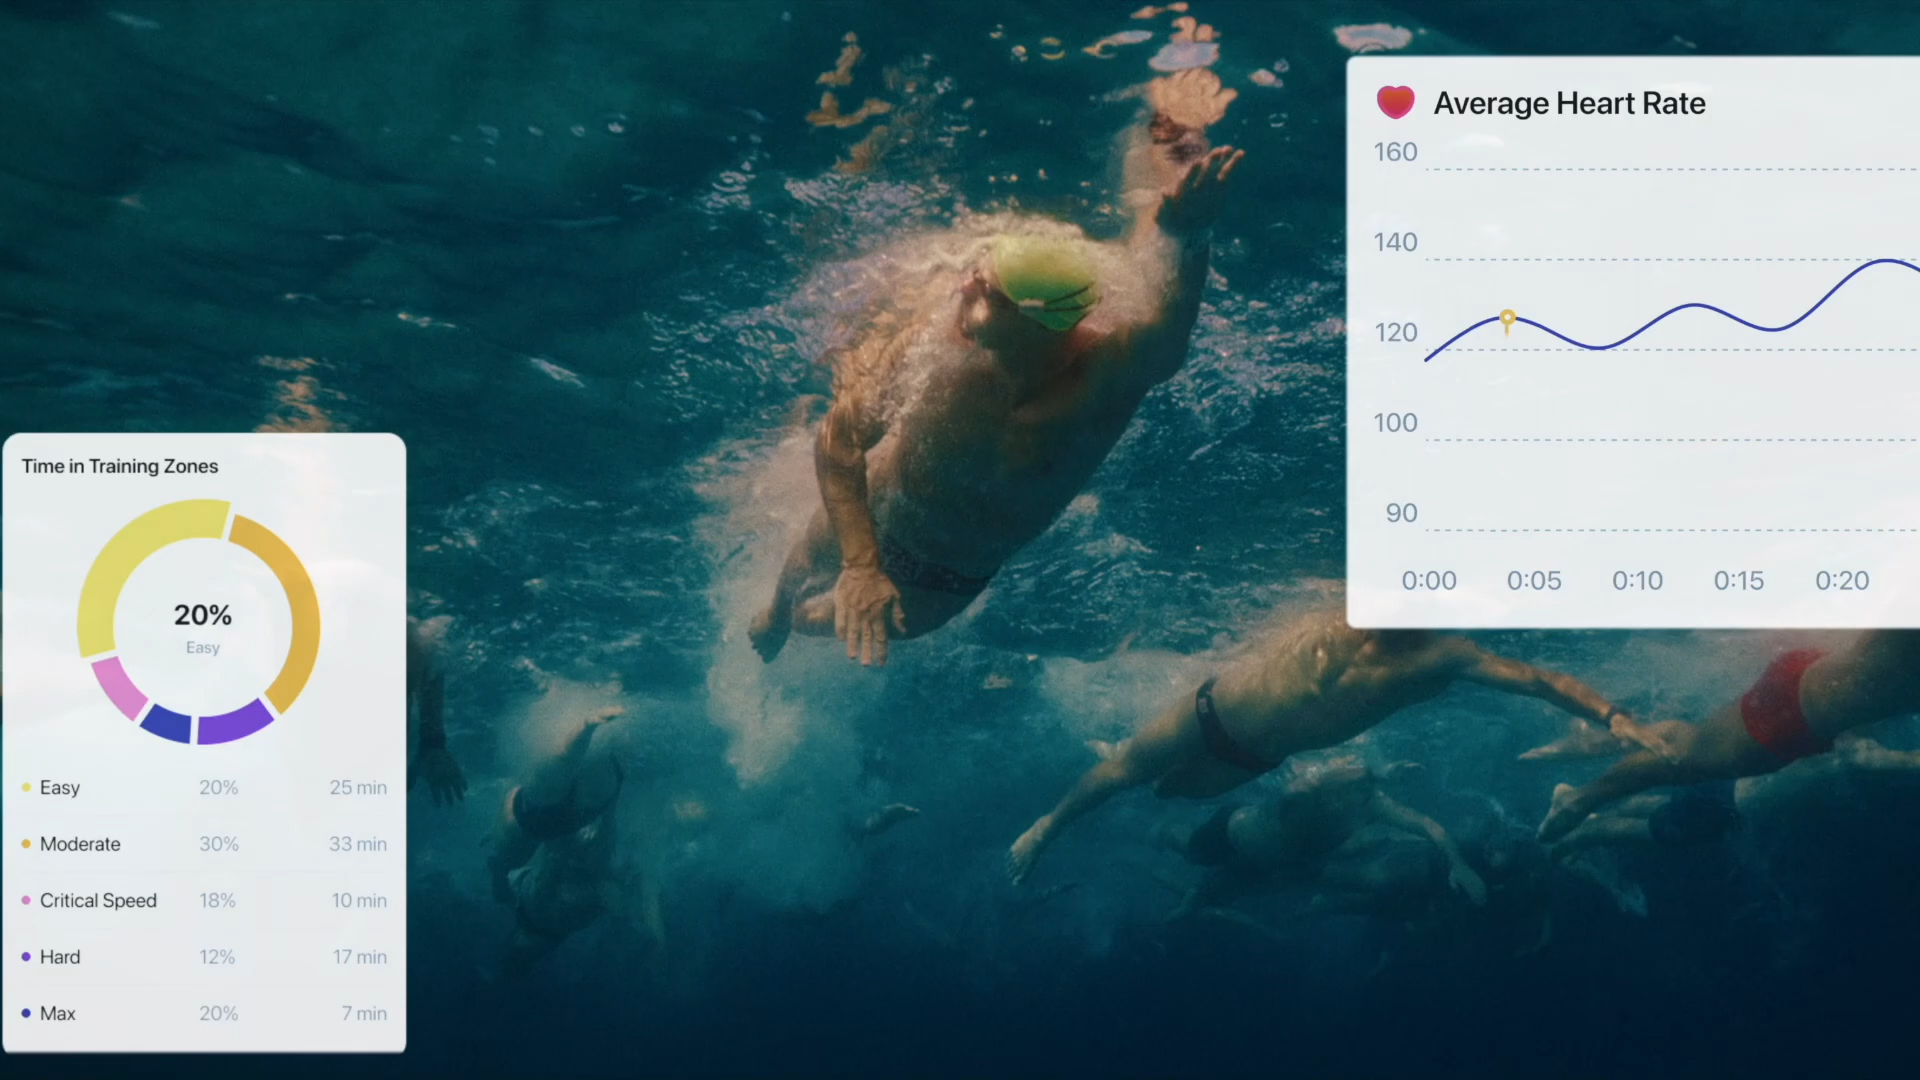 Average Heart Rate
160
140
120
100
90
0:00 0:05 0:10 0:15 0:20
Time in Training Zones
20%
Easy
Easy 20% 25 min
Moderate 30% 33 min
Critical Speed 18% 10 min
Hard 12% 17 min
Max 20% 7 min